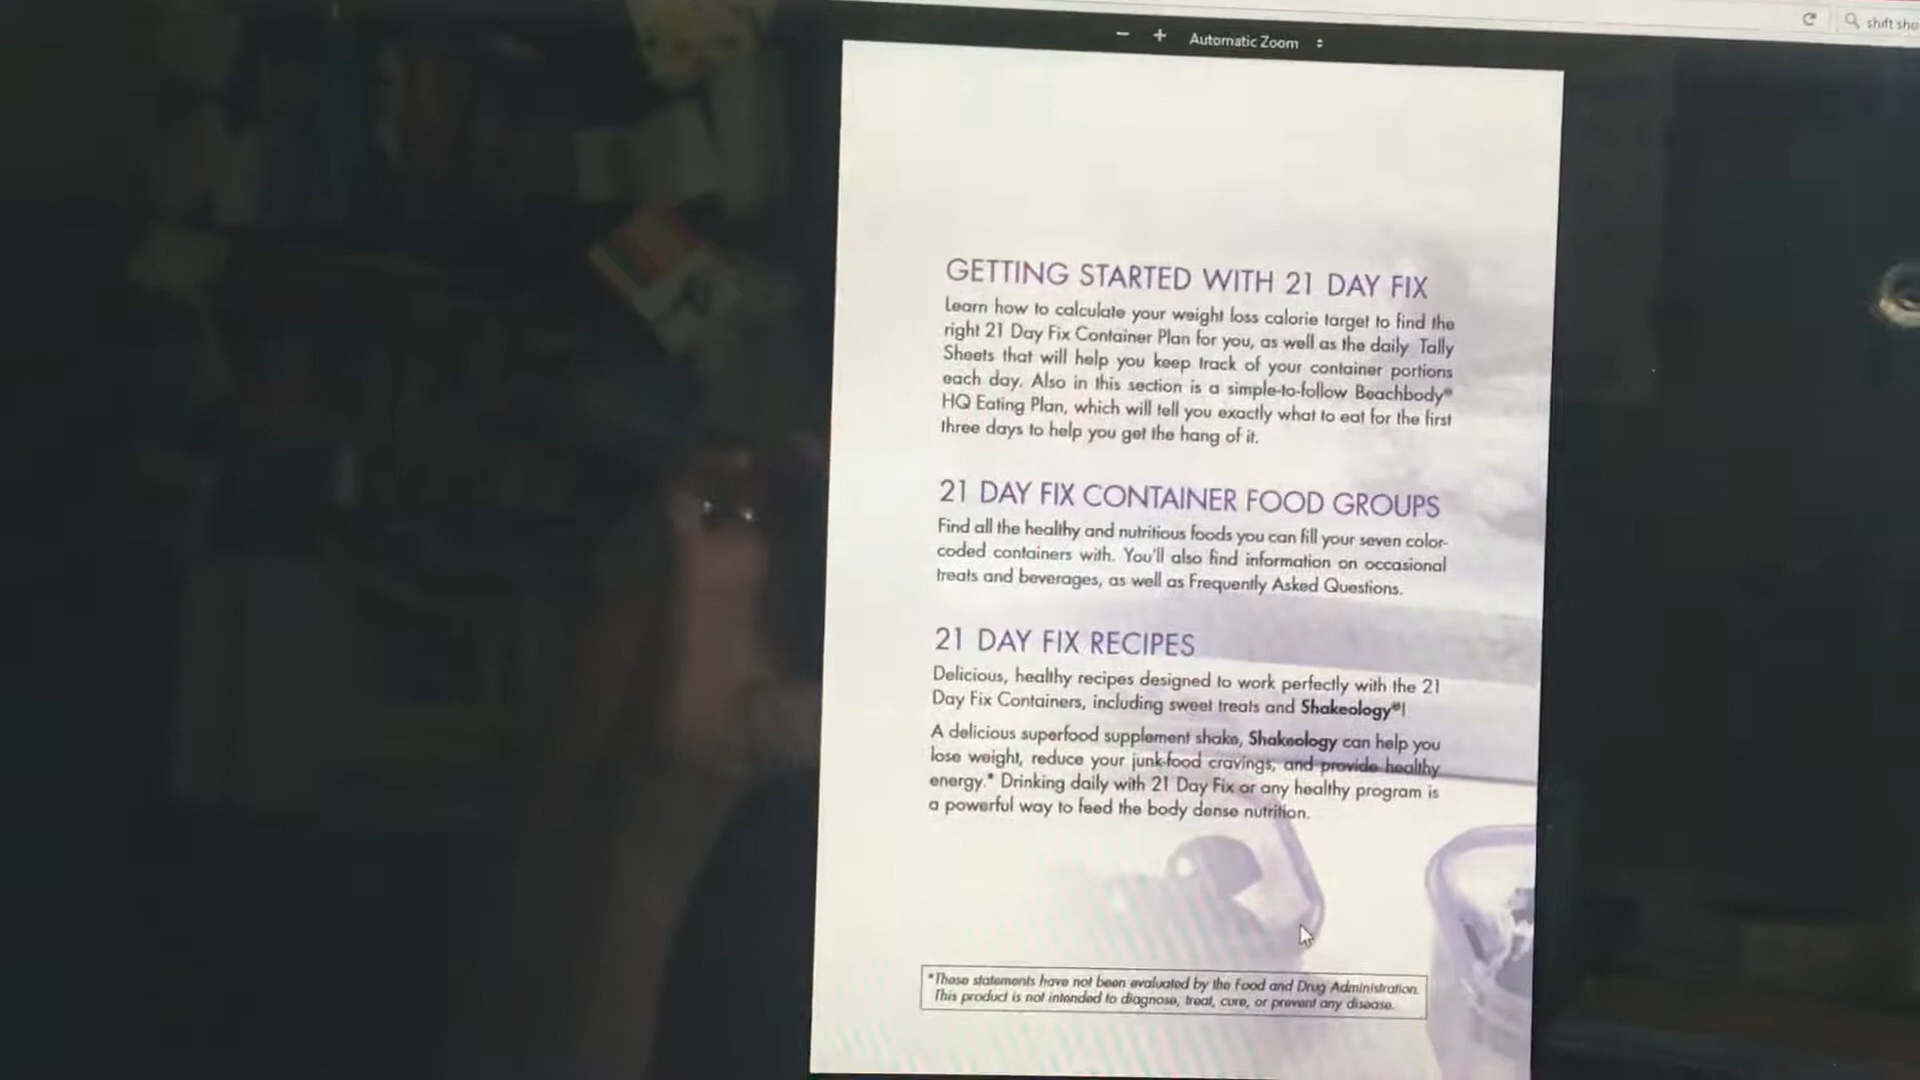 Automatic Zoom
shift sho
GETTING STARTED WITH 21 DAY FIX
Learn how to calculate your weight loss calorie target to find the
right 21 Day Fix Container Plan for you, as well as the daily Tally
Sheets that will help you keep track of your container portions
each day. Also in this section is a simple-to-follow Beachbody®
HQ Eating Plan, which will tell you exactly what to eat for the first
three days to help you get the hang of it.
21 DAY FIX CONTAINER FOOD GROUPS
Find all the healthy and nutritious foods you can fill your seven color-
coded containers with. You'll also find information on occasional
treats and beverages, as well as Frequently Asked Questions.
21 DAY FIX RECIPES
Delicious, healthy recipes designed to work perfectly with the 21
Day Fix Containers, including sweet treats and Shakeology®!
A delicious superfood supplement shake, Shakeology can help you
lose weight, reduce your junk-food cravings, and provide healthy
energy.* Drinking daily with 21 Day Fix or any healthy program is
a powerful way to feed the body dense nutrition.
*These statements have not been evaluated by the Food and Drug Administration.
This product is not intended to diagnose, treat, cure, or prevent any disease.